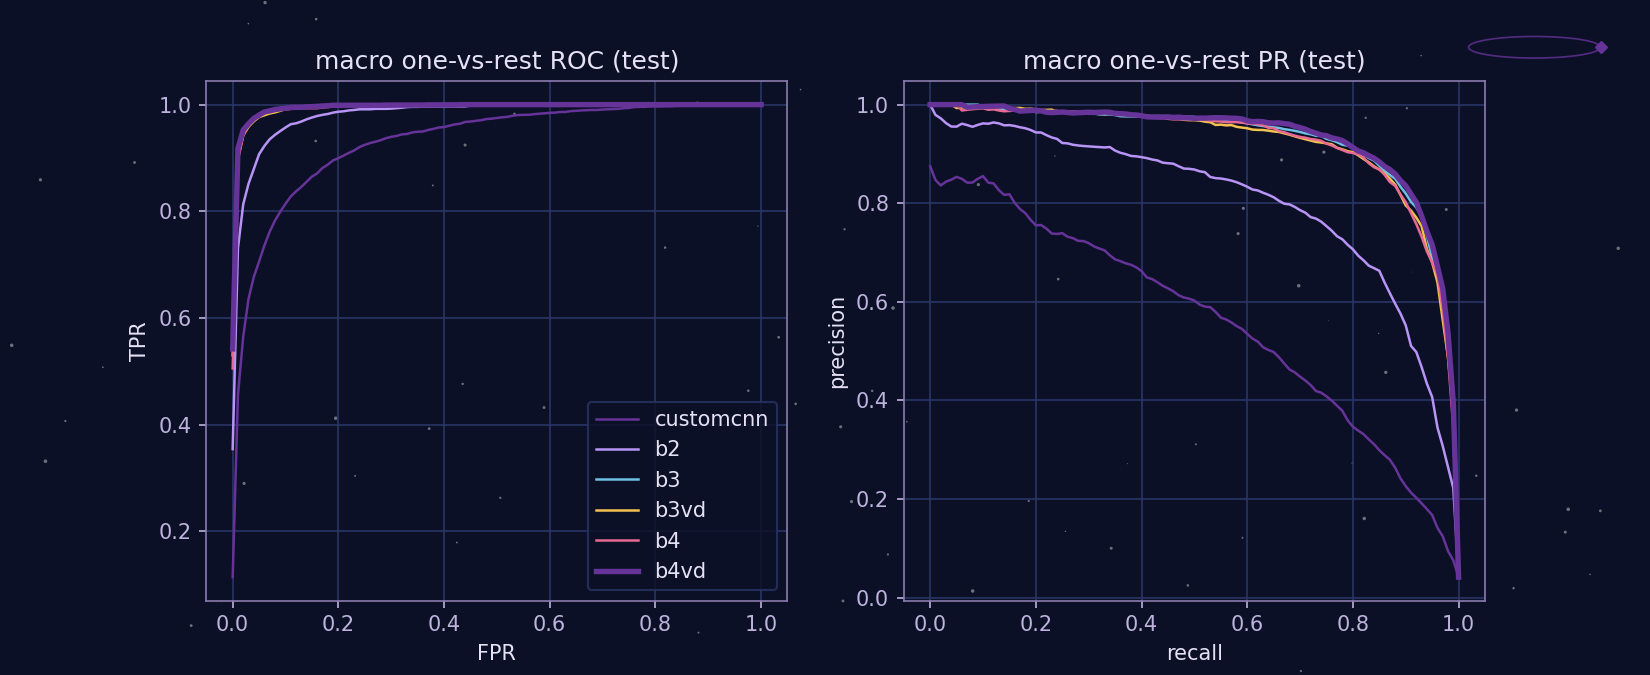 macro one-vs-rest ROC (test)
1.0
0.8
0.6
0.4
0.2
TPR
0.0 0.2 0.4 0.6 0.8 1.0
FPR
customcnn
b2
b3
b3vd
b4
b4vd
macro one-vs-rest PR (test)
1.0
0.8
0.6
0.4
0.2
0.0
precision
0.0 0.2 0.4 0.6 0.8 1.0
recall